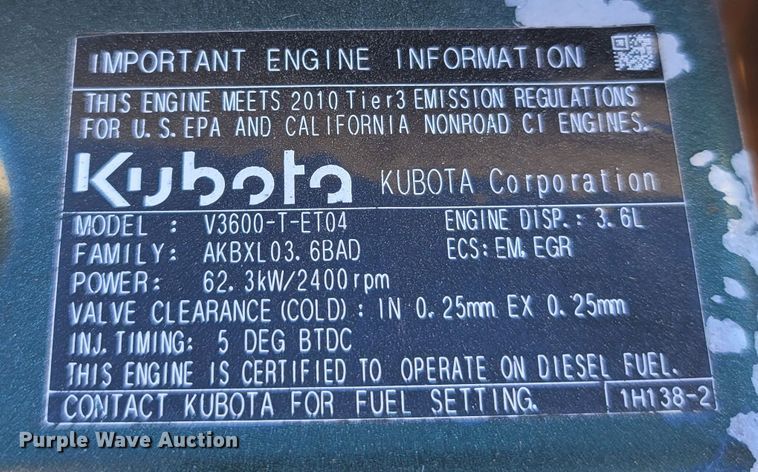 IMPORTANT ENGINE INFORMATION
THIS ENGINE MEETS 2010 Tier3 EMISSION REGULATIONS
FOR U.S. EPA AND CALIFORNIA NONROAD CI ENGINES.
Kubota KUBOTA Corporation
MODEL : V3600-T-ET04 ENGINE DISP.: 3.6L
FAMILY: AKBXL03.6BAD ECS: EM, EGR
POWER: 62.3kW/2400rpm
VALVE CLEARANCE (COLD) : IN 0.25mm EX 0.25mm
INJ. TIMING: 5 DEG BTDC
THIS ENGINE IS CERTIFIED TO OPERATE ON DIESEL FUEL.
CONTACT KUBOTA FOR FUEL SETTING. 1H138-2
Purple Wave Auction